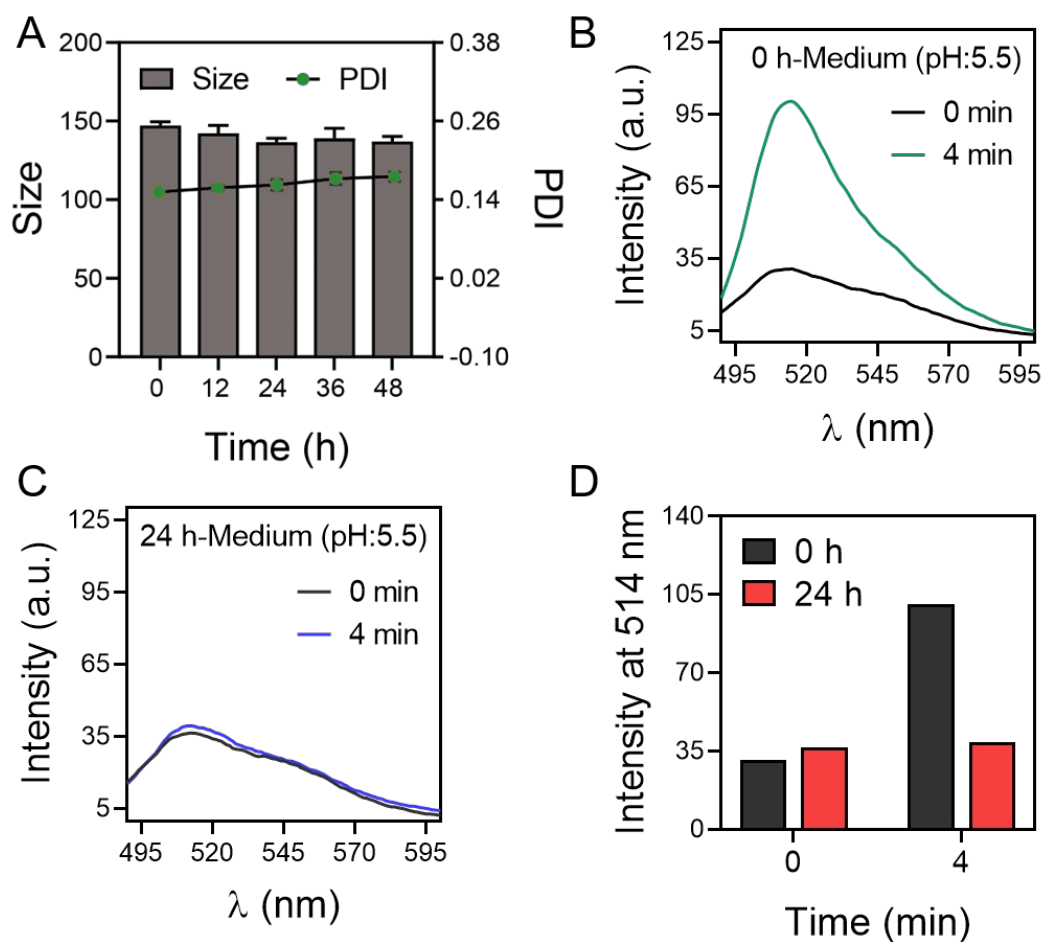 A
200
150
100
50
0
Size
0.38
0.26
0.14
0.02
-0.10
PDI
Size
PDI
0 12 24 36 48
Time (h)
B
125
95
65
35
5
Intensity (a.u.)
0 h-Medium (pH:5.5)
0 min
4 min
495 520 545 570 595
λ (nm)
C
125
95
65
35
5
Intensity (a.u.)
24 h-Medium (pH:5.5)
0 min
4 min
495 520 545 570 595
λ (nm)
D
140
105
70
35
0
Intensity at 514 nm
0 h
24 h
0 4
Time (min)